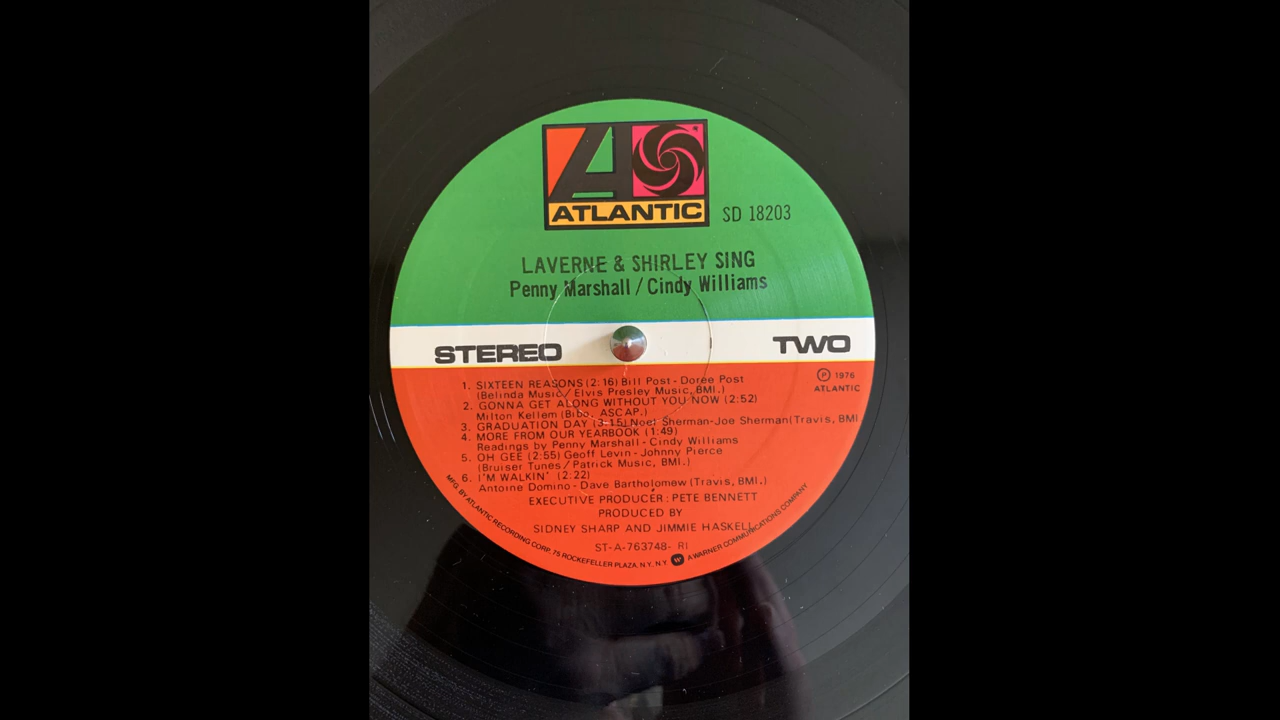 ATLANTIC
SD 18203
LAVERNE & SHIRLEY SING
Penny Marshall / Cindy Williams
STEREO
TWO
℗ 1976
ATLANTIC
1. SIXTEEN REASONS (2:16) Bill Post - Doree Post
(Belinda Music/Elvis Presley Music, BMI.)
2. GONNA GET ALONG WITHOUT YOU NOW (2:52)
Milton Kellem (Bibo, ASCAP.)
3. GRADUATION DAY (3:15) Noel Sherman-Joe Sherman (Travis, BMI
4. MORE FROM OUR YEARBOOK (1:49)
Readings by Penny Marshall - Cindy Williams
5. OH GEE (2:55) Geoff Levin - Johnny Pierce
(Bruiser Tunes/Patrick Music, BMI.)
6. I'M WALKIN' (2:22)
Antoine Domino - Dave Bartholomew (Travis, BMI.)
EXECUTIVE PRODUCER: PETE BENNETT
PRODUCED BY
SIDNEY SHARP AND JIMMIE HASKELL
ST-A-763748- RI
MFG. BY ATLANTIC RECORDING CORP., 75 ROCKEFELLER PLAZA, N.Y., N.Y. A WARNER COMMUNICATIONS COMPANY